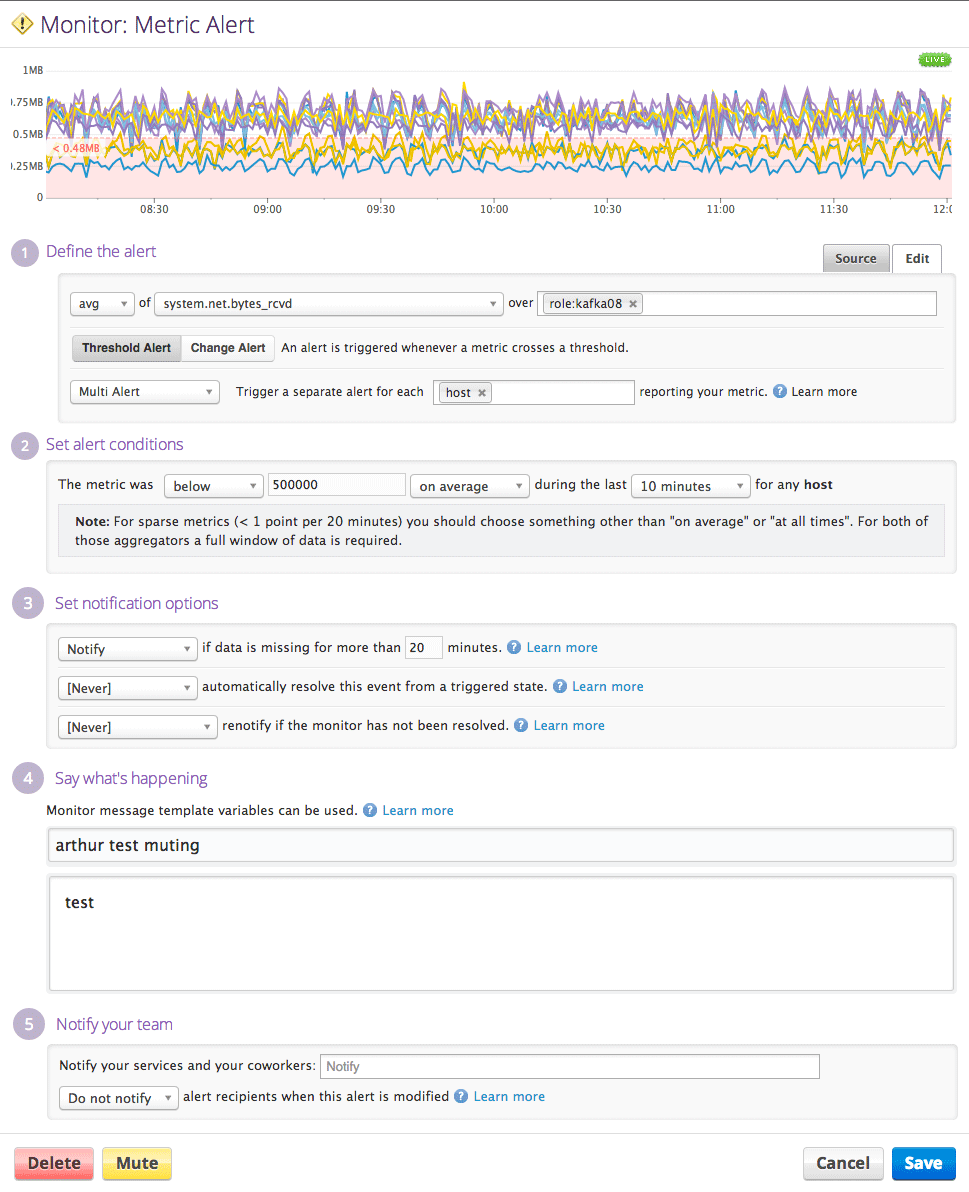 Monitor: Metric Alert
LIVE
1MB
0.75MB
0.5MB
< 0.48MB
0.25MB
0
08:30 09:00 09:30 10:00 10:30 11:00 11:30 12:0
1 Define the alert
Source Edit
avg of system.net.bytes_rcvd over role:kafka08 ×
Threshold Alert Change Alert An alert is triggered whenever a metric crosses a threshold.
Multi Alert Trigger a separate alert for each host × reporting your metric. ? Learn more
2 Set alert conditions
The metric was below 500000 on average during the last 10 minutes for any host
Note: For sparse metrics (< 1 point per 20 minutes) you should choose something other than "on average" or "at all times". For both of
those aggregators a full window of data is required.
3 Set notification options
Notify if data is missing for more than 20 minutes. ? Learn more
[Never] automatically resolve this event from a triggered state. ? Learn more
[Never] renotify if the monitor has not been resolved. ? Learn more
4 Say what's happening
Monitor message template variables can be used. ? Learn more
arthur test muting
test
5 Notify your team
Notify your services and your coworkers: Notify
Do not notify alert recipients when this alert is modified ? Learn more
Delete Mute Cancel Save